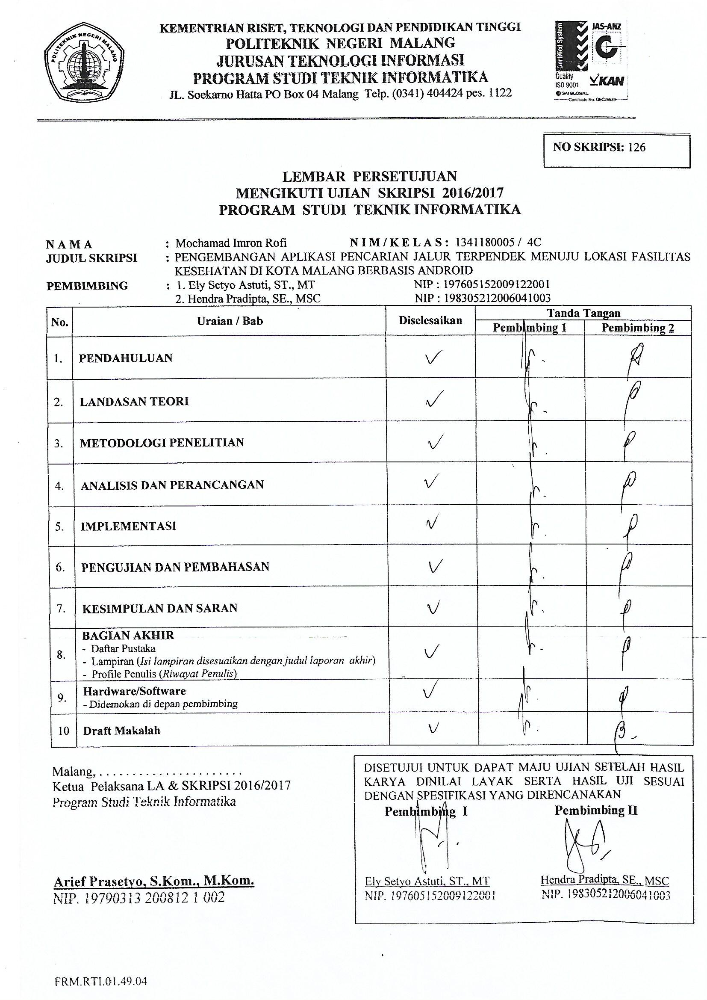 POLITEKNIK NEGERI MALANG
KEMENTRIAN RISET, TEKNOLOGI DAN PENDIDIKAN TINGGI
POLITEKNIK NEGERI MALANG
JURUSAN TEKNOLOGI INFORMASI
PROGRAM STUDI TEKNIK INFORMATIKA
JL. Soekarno Hatta PO Box 04 Malang Telp. (0341) 404424 pes. 1122
Certified System
JAS-ANZ
Quality
ISO 9001
KAN
SAI GLOBAL
Certificate No: QEC25539
NO SKRIPSI: 126
LEMBAR PERSETUJUAN
MENGIKUTI UJIAN SKRIPSI 2016/2017
PROGRAM STUDI TEKNIK INFORMATIKA
N A M A : Mochamad Imron Rofi N I M / K E L A S : 1341180005 / 4C
JUDUL SKRIPSI : PENGEMBANGAN APLIKASI PENCARIAN JALUR TERPENDEK MENUJU LOKASI FASILITAS
KESEHATAN DI KOTA MALANG BERBASIS ANDROID
PEMBIMBING : 1. Ely Setyo Astuti, ST., MT NIP : 197605152009122001
2. Hendra Pradipta, SE., MSC NIP : 198305212006041003
No. Uraian / Bab Diselesaikan Tanda Tangan
Pembimbing 1 Pembimbing 2
1. PENDAHULUAN ✓
2. LANDASAN TEORI ✓
3. METODOLOGI PENELITIAN ✓
4. ANALISIS DAN PERANCANGAN ✓
5. IMPLEMENTASI ✓
6. PENGUJIAN DAN PEMBAHASAN ✓
7. KESIMPULAN DAN SARAN ✓
8. BAGIAN AKHIR ✓
- Daftar Pustaka
- Lampiran (Isi lampiran disesuaikan dengan judul laporan akhir)
- Profile Penulis (Riwayat Penulis)
9. Hardware/Software ✓
- Didemokan di depan pembimbing
10 Draft Makalah ✓
Malang, . . . . . . . . . . . . . . . . . . . . . .
Ketua Pelaksana LA & SKRIPSI 2016/2017
Program Studi Teknik Informatika
Arief Prasetyo, S.Kom., M.Kom.
NIP. 19790313 200812 1 002
DISETUJUI UNTUK DAPAT MAJU UJIAN SETELAH HASIL
KARYA DINILAI LAYAK SERTA HASIL UJI SESUAI
DENGAN SPESIFIKASI YANG DIRENCANAKAN
Pembimbing I Pembimbing II
Ely Setyo Astuti, ST., MT Hendra Pradipta, SE., MSC
NIP. 197605152009122001 NIP. 198305212006041003
FRM.RTI.01.49.04